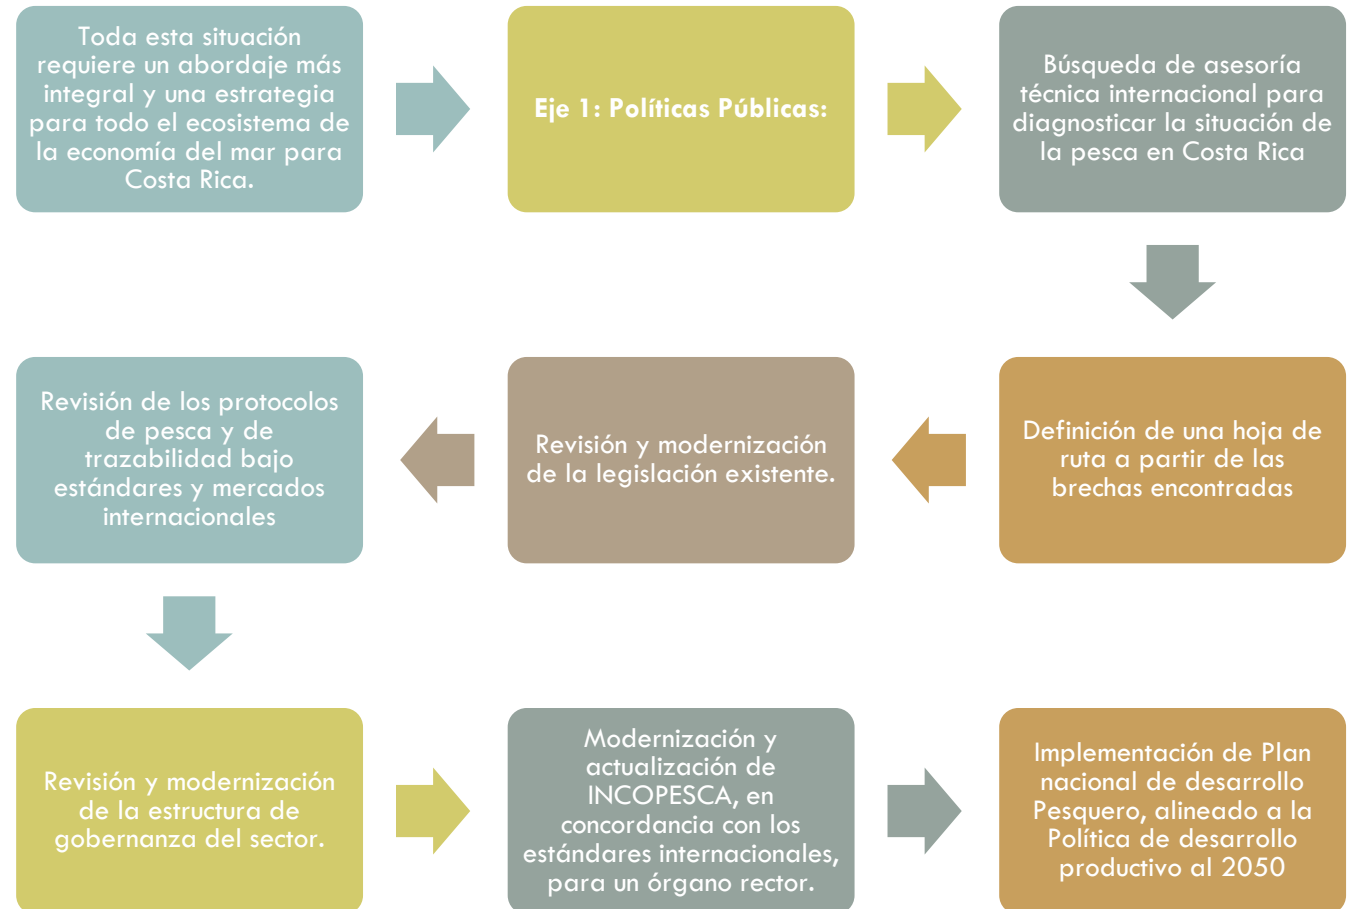 Toda esta situación
requiere un abordaje más
integral y una estrategia
para todo el ecosistema de
la economía del mar para
Costa Rica.
Eje 1: Políticas Públicas:
Búsqueda de asesoría
técnica internacional para
diagnosticar la situación de
la pesca en Costa Rica
Definición de una hoja de
ruta a partir de las
brechas encontradas
Revisión y modernización
de la legislación existente.
Revisión de los protocolos
de pesca y de
trazabilidad bajo
estándares y mercados
internacionales
Revisión y modernización
de la estructura de
gobernanza del sector.
Modernización y
actualización de
INCOPESCA, en
concordancia con los
estándares internacionales,
para un órgano rector.
Implementación de Plan
nacional de desarrollo
Pesquero, alineado a la
Política de desarrollo
productivo al 2050